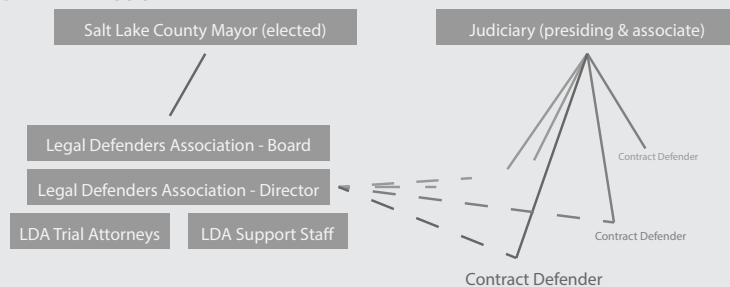 Salt Lake County Mayor (elected)
Judiciary (presiding & associate)
Legal Defenders Association - Board
Legal Defenders Association - Director
LDA Trial Attorneys
LDA Support Staff
Contract Defender
Contract Defender
Contract Defender